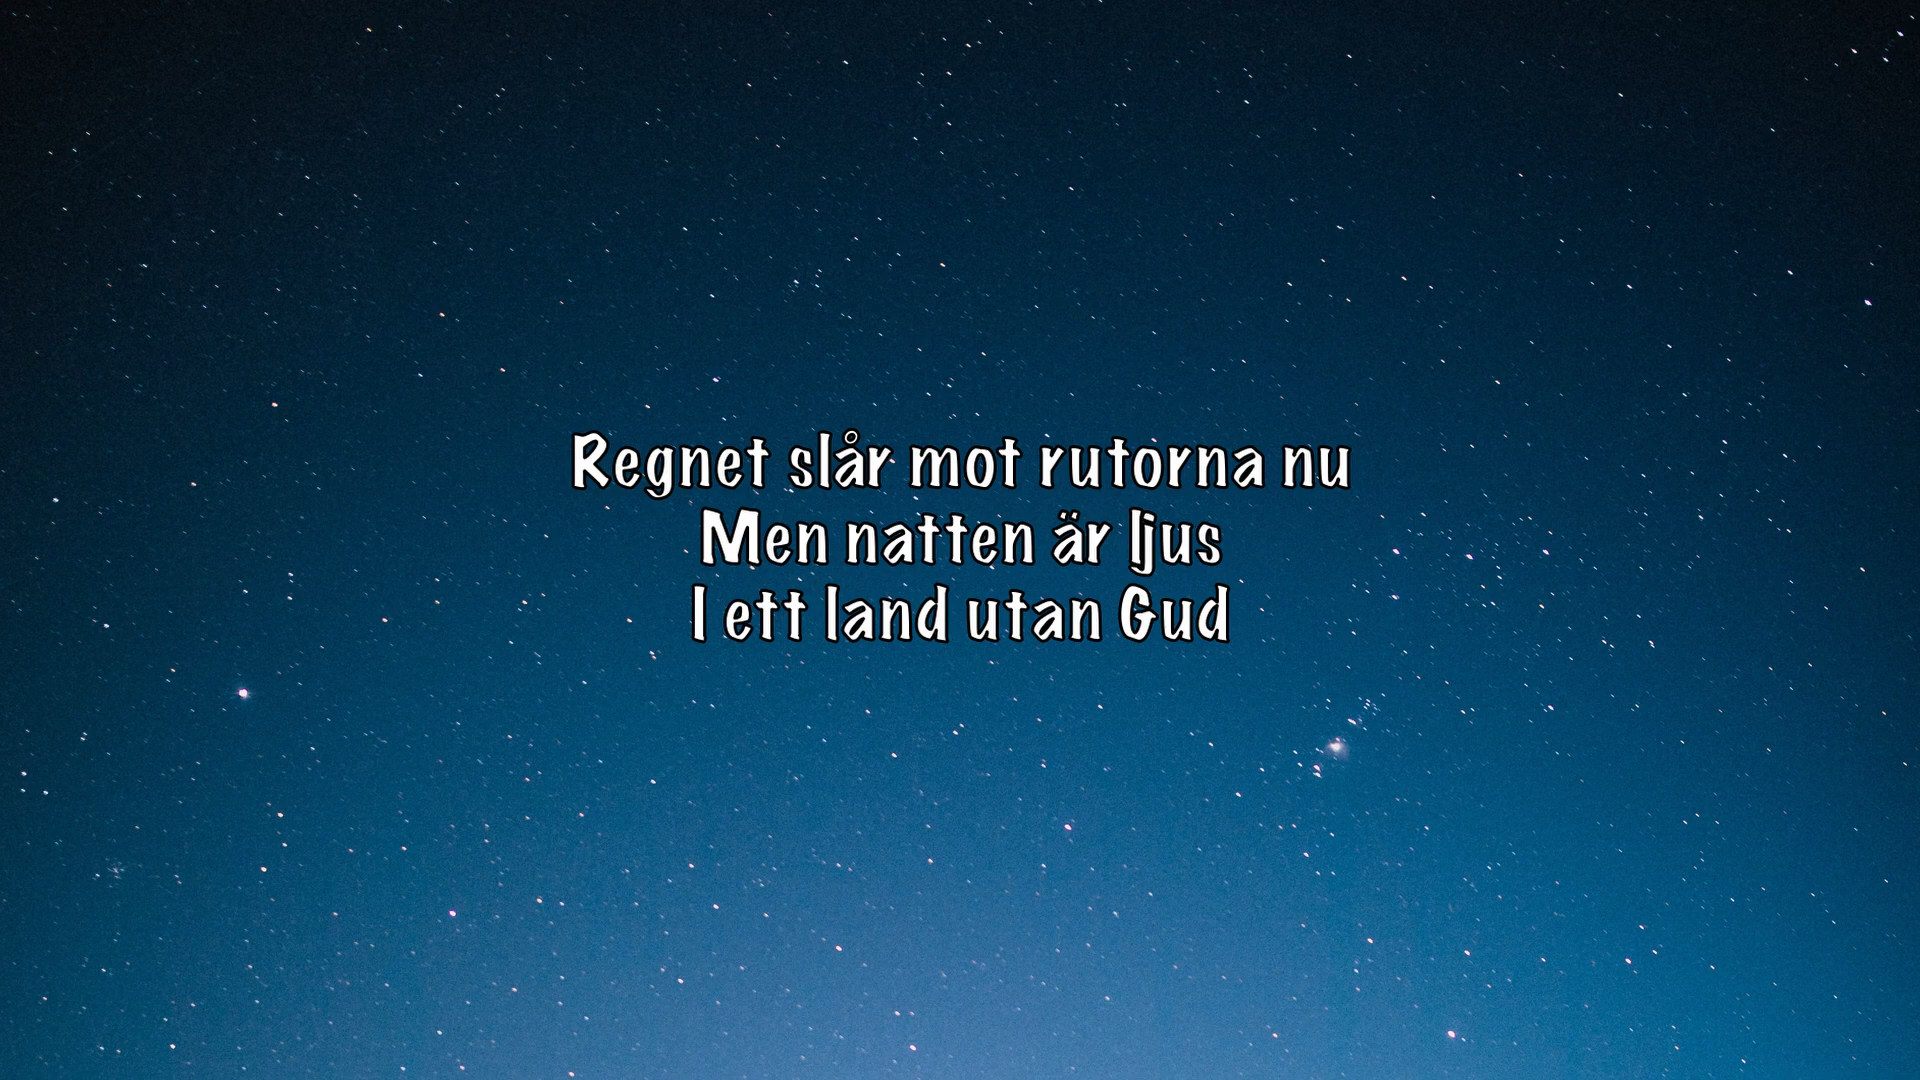 Regnet slår mot rutorna nu
Men natten är ljus
I ett land utan Gud